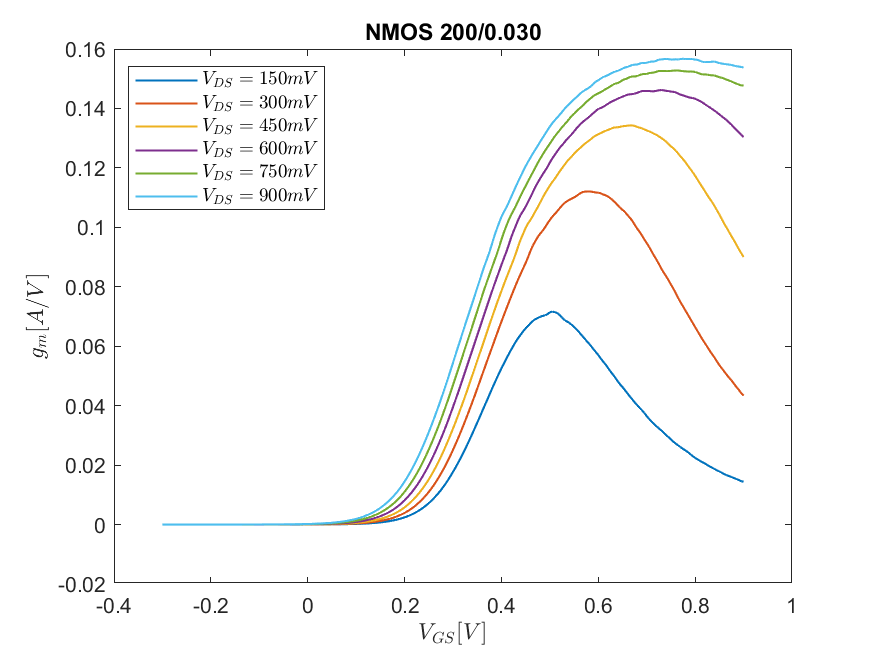 NMOS 200/0.030
0.16
0.14
0.12
0.1
0.08
0.06
0.04
0.02
0
-0.02
g_m[A/V]
V_DS = 150mV
V_DS = 300mV
V_DS = 450mV
V_DS = 600mV
V_DS = 750mV
V_DS = 900mV
-0.4 -0.2 0 0.2 0.4 0.6 0.8 1
V_GS[V]